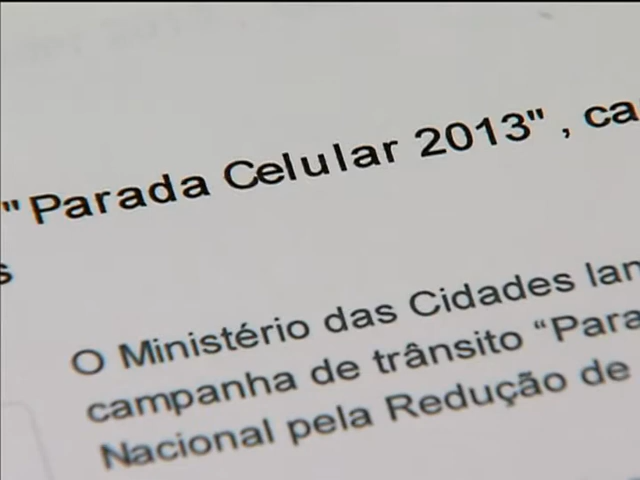 "Parada Celular 2013" , ca
s
O Ministério das Cidades lan
campanha de trânsito “Para
Nacional pela Redução de